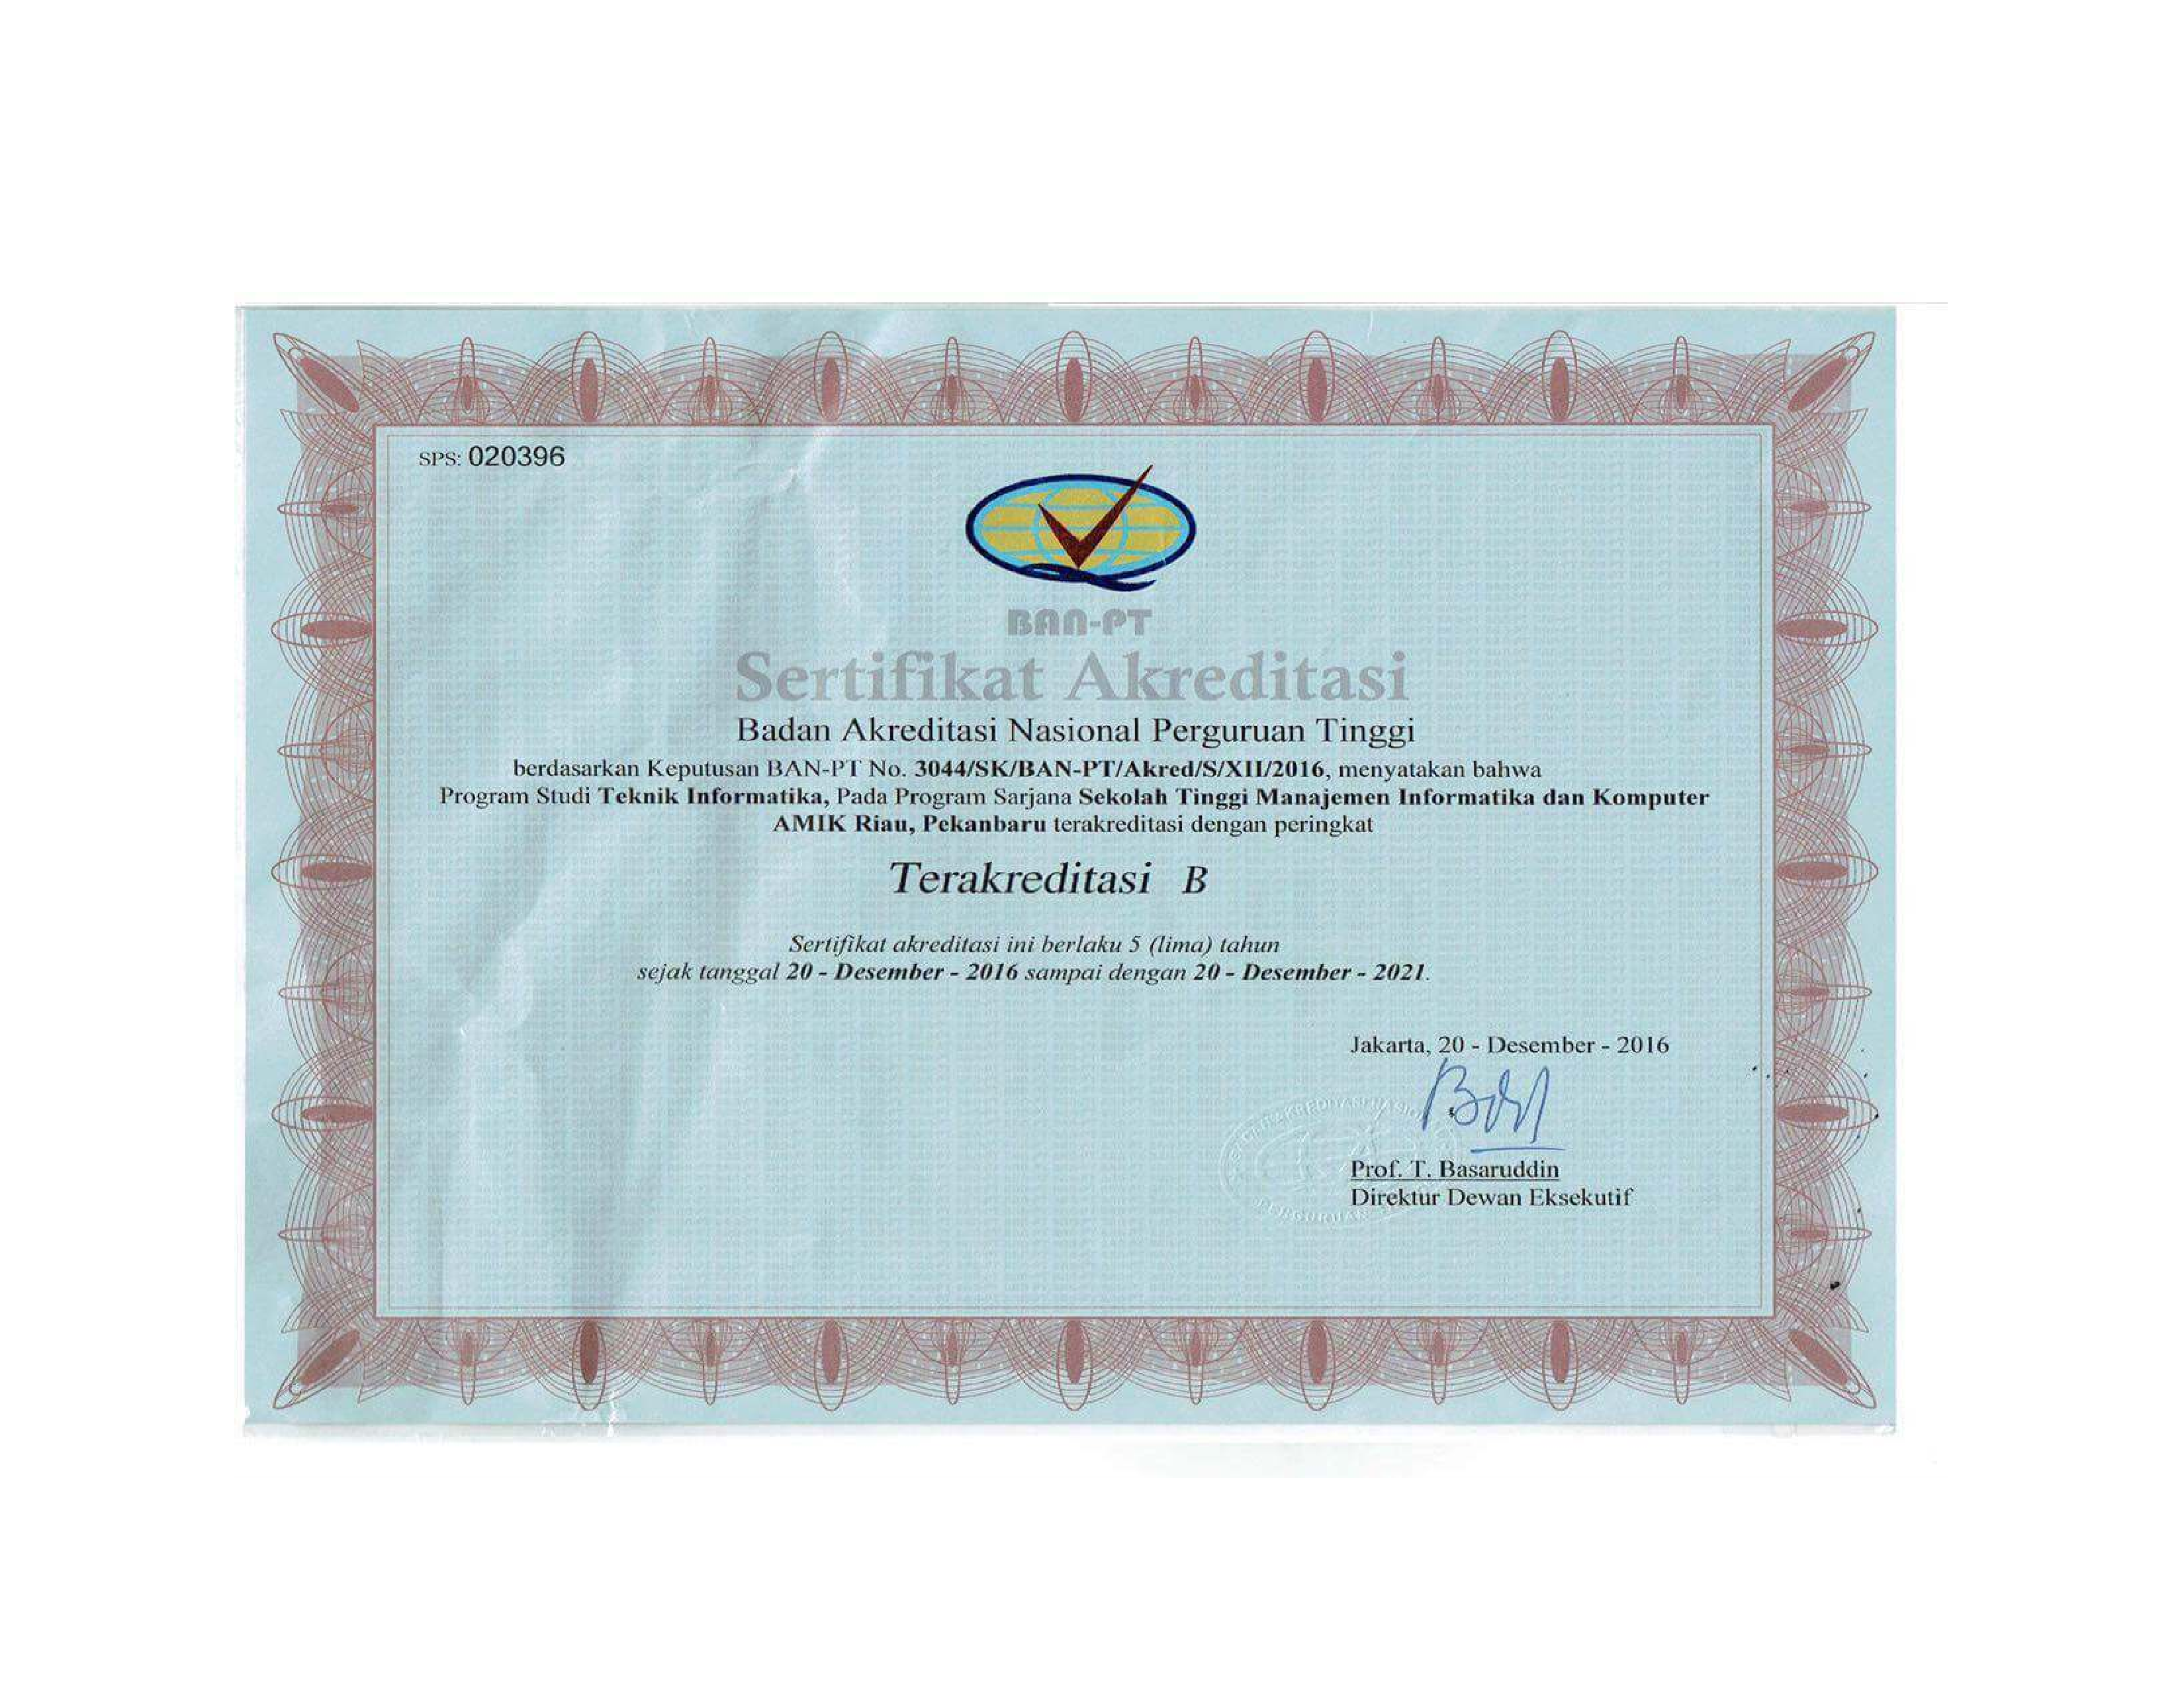 SPS: 020396
BAN-PT
Sertifikat Akreditasi
Badan Akreditasi Nasional Perguruan Tinggi
berdasarkan Keputusan BAN-PT No. 3044/SK/BAN-PT/Akred/S/XII/2016, menyatakan bahwa
Program Studi Teknik Informatika, Pada Program Sarjana Sekolah Tinggi Manajemen Informatika dan Komputer
AMIK Riau, Pekanbaru terakreditasi dengan peringkat
Terakreditasi B
Sertifikat akreditasi ini berlaku 5 (lima) tahun
sejak tanggal 20 - Desember - 2016 sampai dengan 20 - Desember - 2021.
Jakarta, 20 - Desember - 2016
Prof. T. Basaruddin
Direktur Dewan Eksekutif